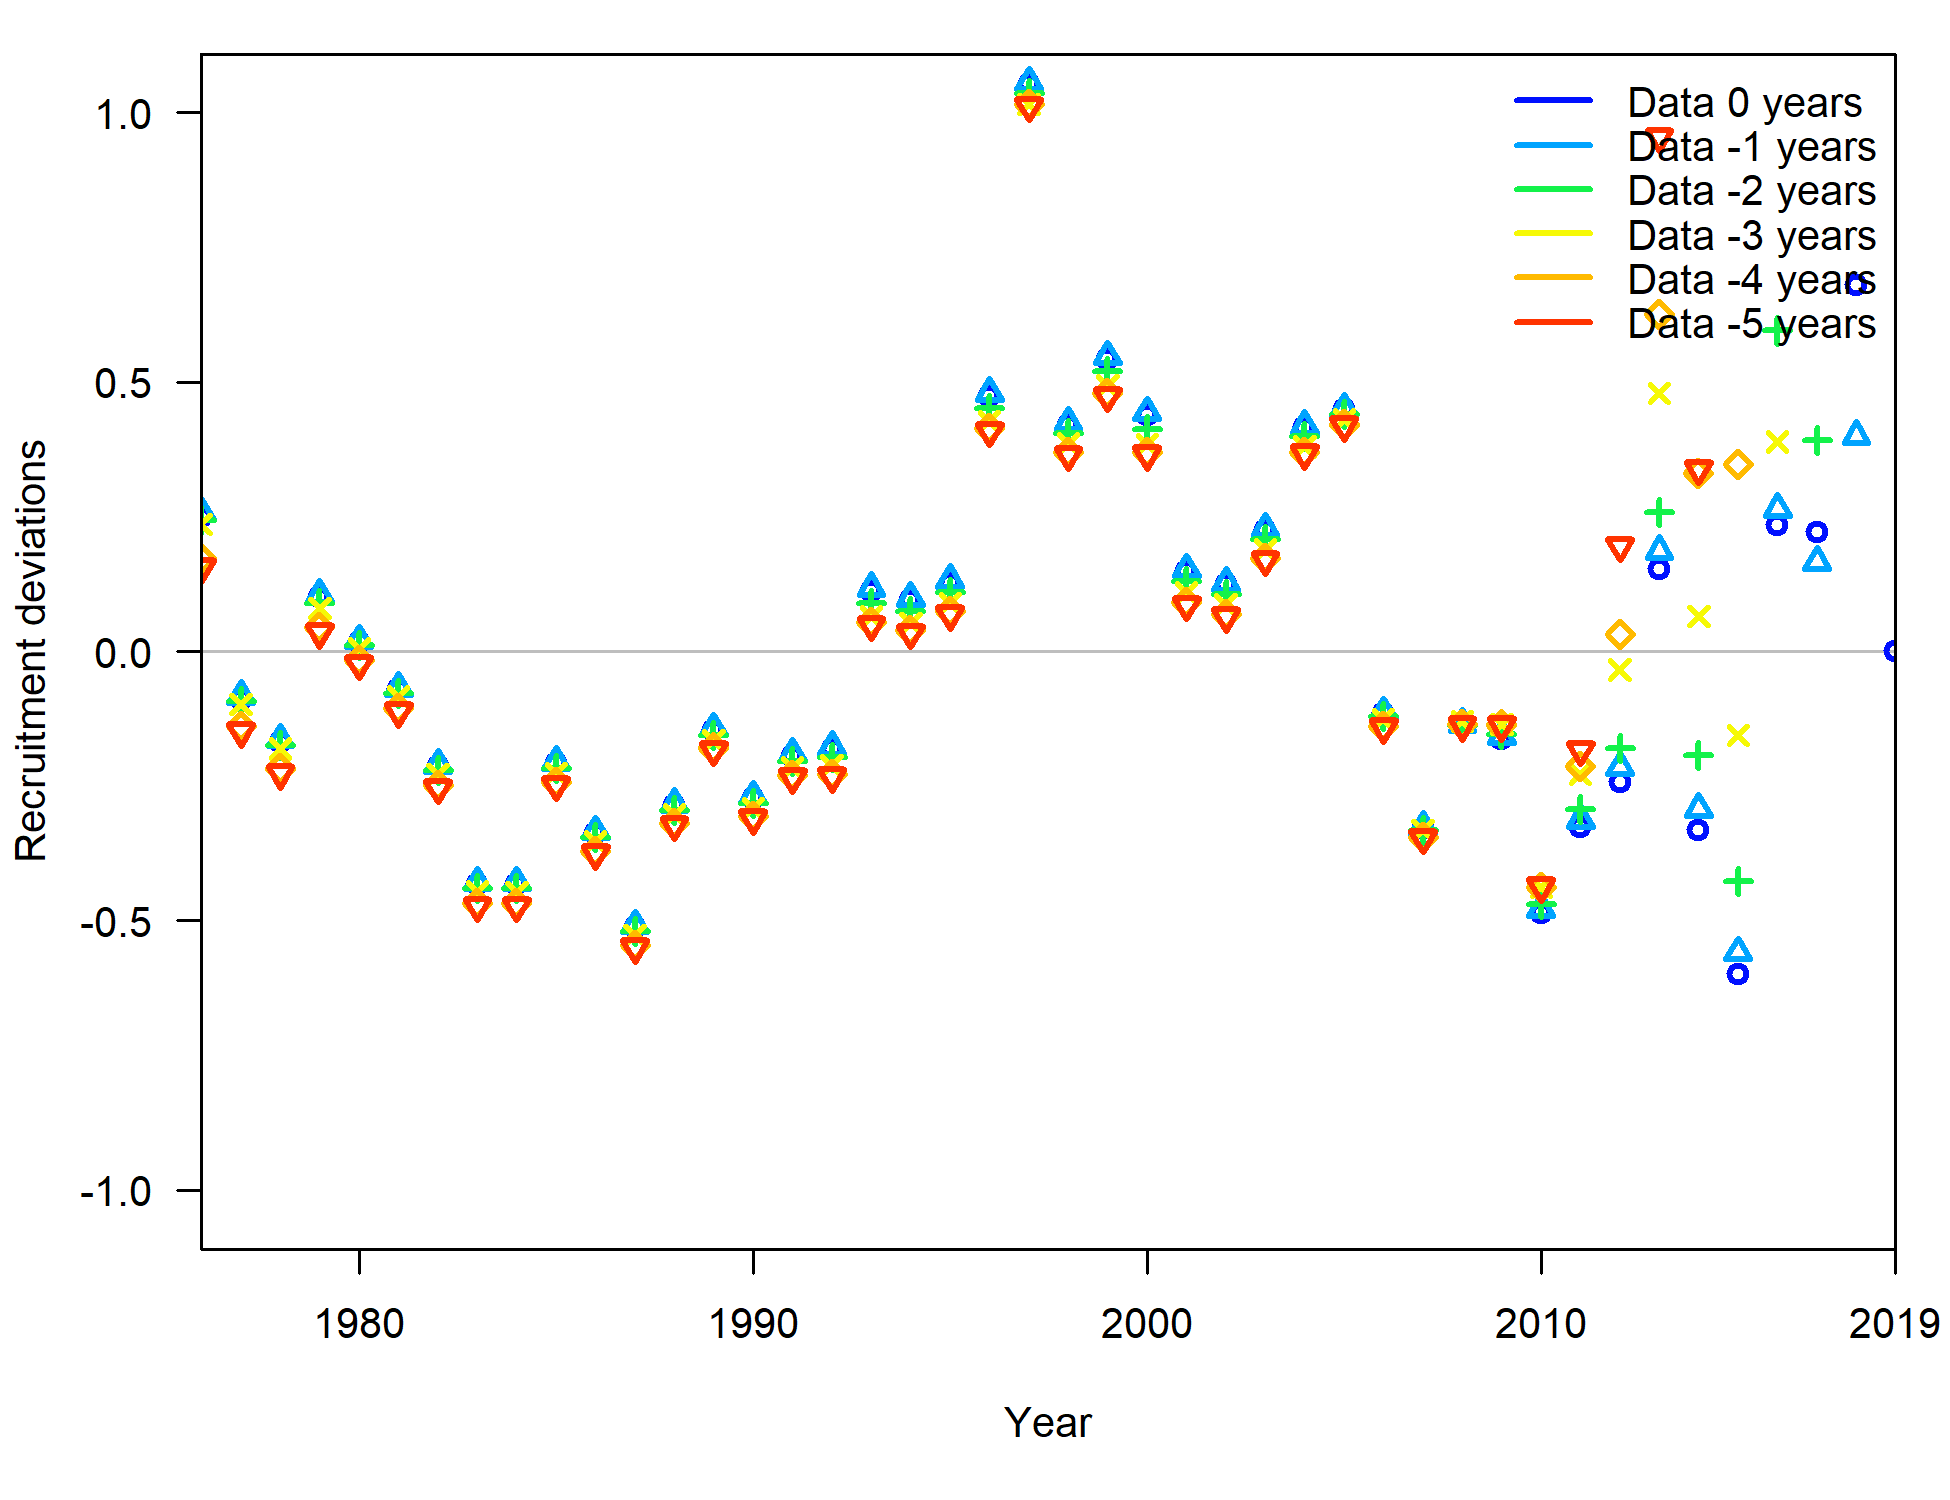 Data 0 years
Data -1 years
Data -2 years
Data -3 years
Data -4 years
Data -5 years
1.0
0.5
0.0
-0.5
-1.0
Recruitment deviations
1980
1990
2000
2010
2019
Year